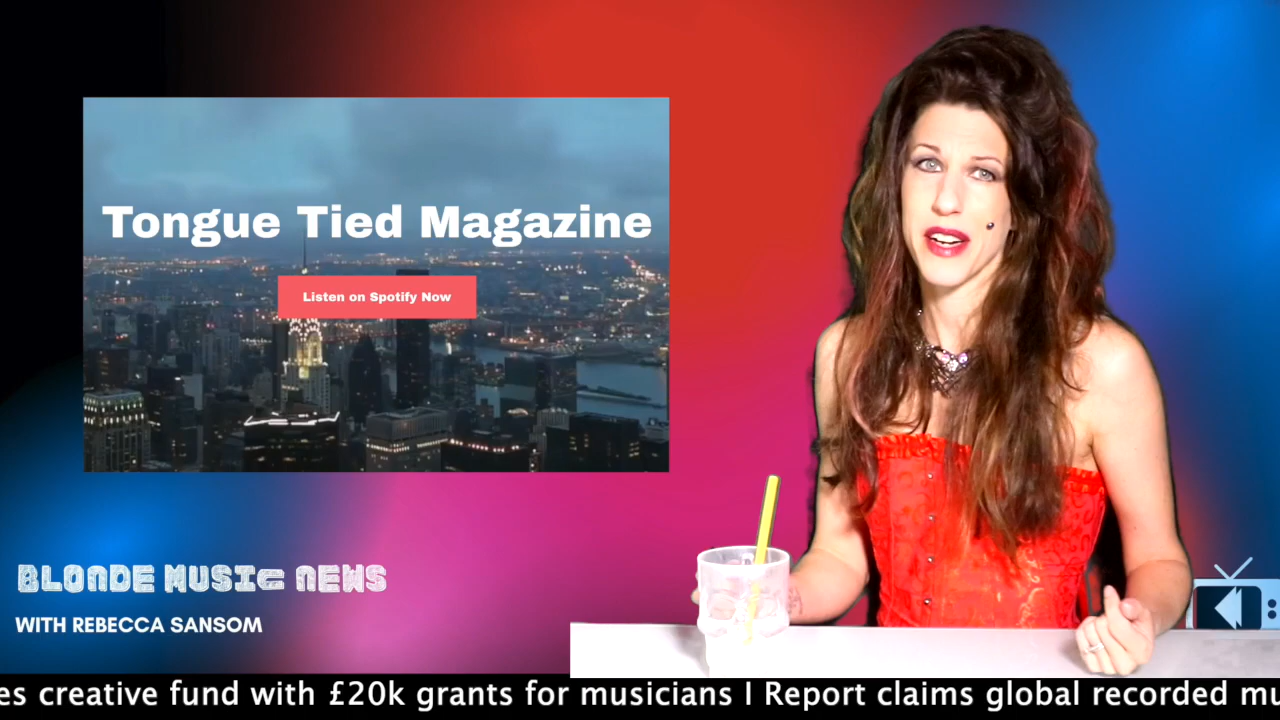 Tongue Tied Magazine
Listen on Spotify Now
BLONDE MUSIC NEWS
WITH REBECCA SANSOM
es creative fund with £20k grants for musicians I Report claims global recorded mu